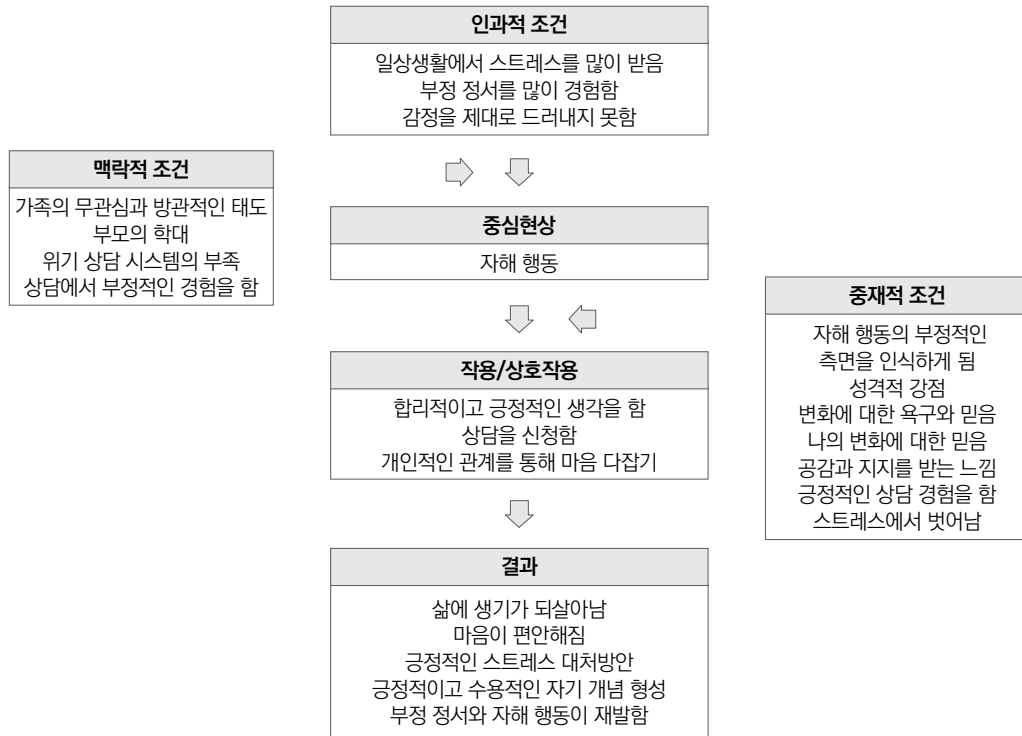 인과적 조건
일상생활에서 스트레스를 많이 받음
부정 정서를 많이 경험함
감정을 제대로 드러내지 못함
맥락적 조건
가족의 무관심과 방관적인 태도
부모의 학대
위기 상담 시스템의 부족
상담에서 부정적인 경험을 함
중심현상
자해 행동
중재적 조건
자해 행동의 부정적인
측면을 인식하게 됨
성격적 강점
변화에 대한 욕구와 믿음
나의 변화에 대한 믿음
공감과 지지를 받는 느낌
긍정적인 상담 경험을 함
스트레스에서 벗어남
작용/상호작용
합리적이고 긍정적인 생각을 함
상담을 신청함
개인적인 관계를 통해 마음 다잡기
결과
삶에 생기가 되살아남
마음이 편안해짐
긍정적인 스트레스 대처방안
긍정적이고 수용적인 자기 개념 형성
부정 정서와 자해 행동이 재발함